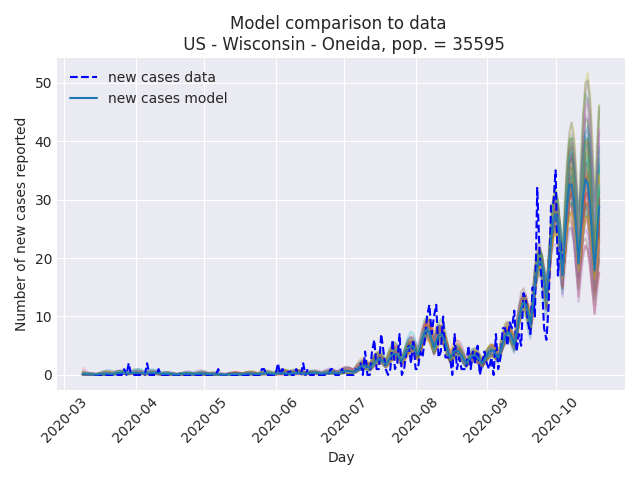 Model comparison to data
US - Wisconsin - Oneida, pop. = 35595
new cases data
new cases model
Number of new cases reported
50
40
30
20
10
0
2020-03
2020-04
2020-05
2020-06
2020-07
2020-08
2020-09
2020-10
Day